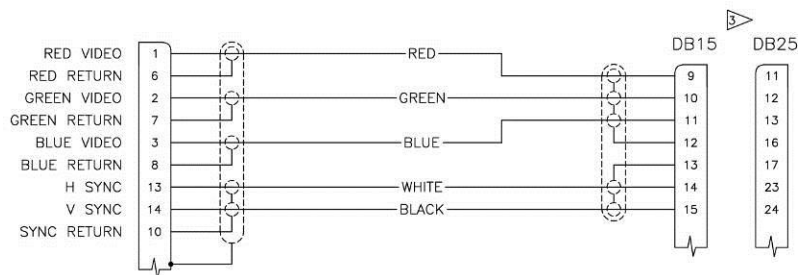 3
DB15 DB25
RED VIDEO 1 RED
RED RETURN 6 9 11
GREEN VIDEO 2 GREEN 10 12
GREEN RETURN 7 11 13
BLUE VIDEO 3 BLUE 12 16
BLUE RETURN 8 13 17
H SYNC 13 WHITE 14 23
V SYNC 14 BLACK 15 24
SYNC RETURN 10